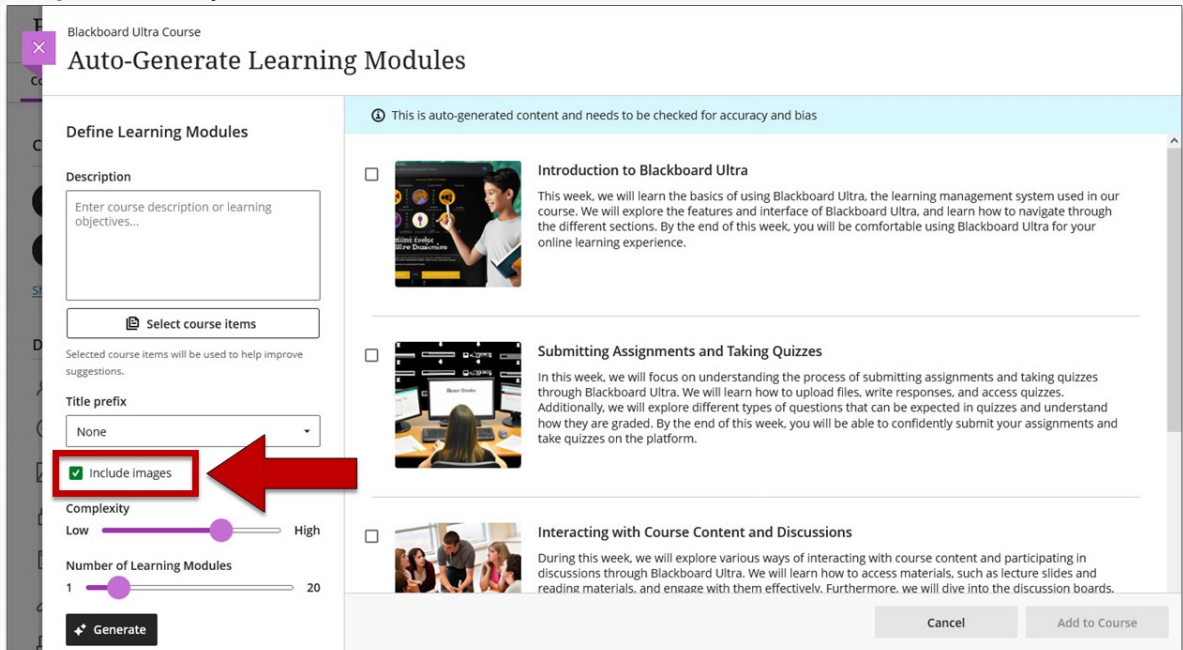 Blackboard Ultra Course
Auto-Generate Learning Modules
Define Learning Modules
Description
Enter course description or learning
objectives...
Select course items
Selected course items will be used to help improve
suggestions.
Title prefix
None
Include images
Complexity
Low High
Number of Learning Modules
1 20
Generate
This is auto-generated content and needs to be checked for accuracy and bias
Introduction to Blackboard Ultra
This week, we will learn the basics of using Blackboard Ultra, the learning management system used in our
course. We will explore the features and interface of Blackboard Ultra, and learn how to navigate through
the different sections. By the end of this week, you will be comfortable using Blackboard Ultra for your
online learning experience.
Submitting Assignments and Taking Quizzes
In this week, we will focus on understanding the process of submitting assignments and taking quizzes
through Blackboard Ultra. We will learn how to upload files, write responses, and access quizzes.
Additionally, we will explore different types of questions that can be expected in quizzes and understand
how they are graded. By the end of this week, you will be able to confidently submit your assignments and
take quizzes on the platform.
Interacting with Course Content and Discussions
During this week, we will explore various ways of interacting with course content and participating in
discussions through Blackboard Ultra. We will learn how to access materials, such as lecture slides and
reading materials, and engage with them effectively. Furthermore, we will dive into the discussion boards,
Cancel
Add to Course